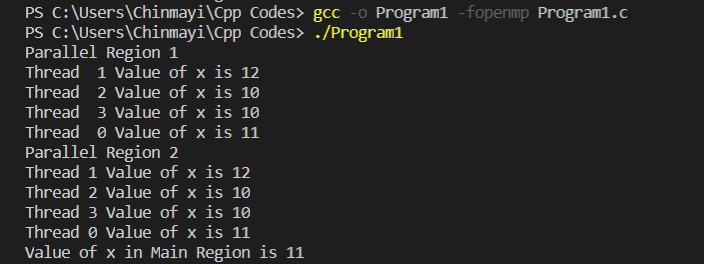 PS C:\Users\Chinmayi\Cpp Codes> gcc -o Program1 -fopenmp Program1.c
PS C:\Users\Chinmayi\Cpp Codes> ./Program1
Parallel Region 1
Thread  1 Value of x is 12
Thread  2 Value of x is 10
Thread  3 Value of x is 10
Thread  0 Value of x is 11
Parallel Region 2
Thread 1 Value of x is 12
Thread 2 Value of x is 10
Thread 3 Value of x is 10
Thread 0 Value of x is 11
Value of x in Main Region is 11